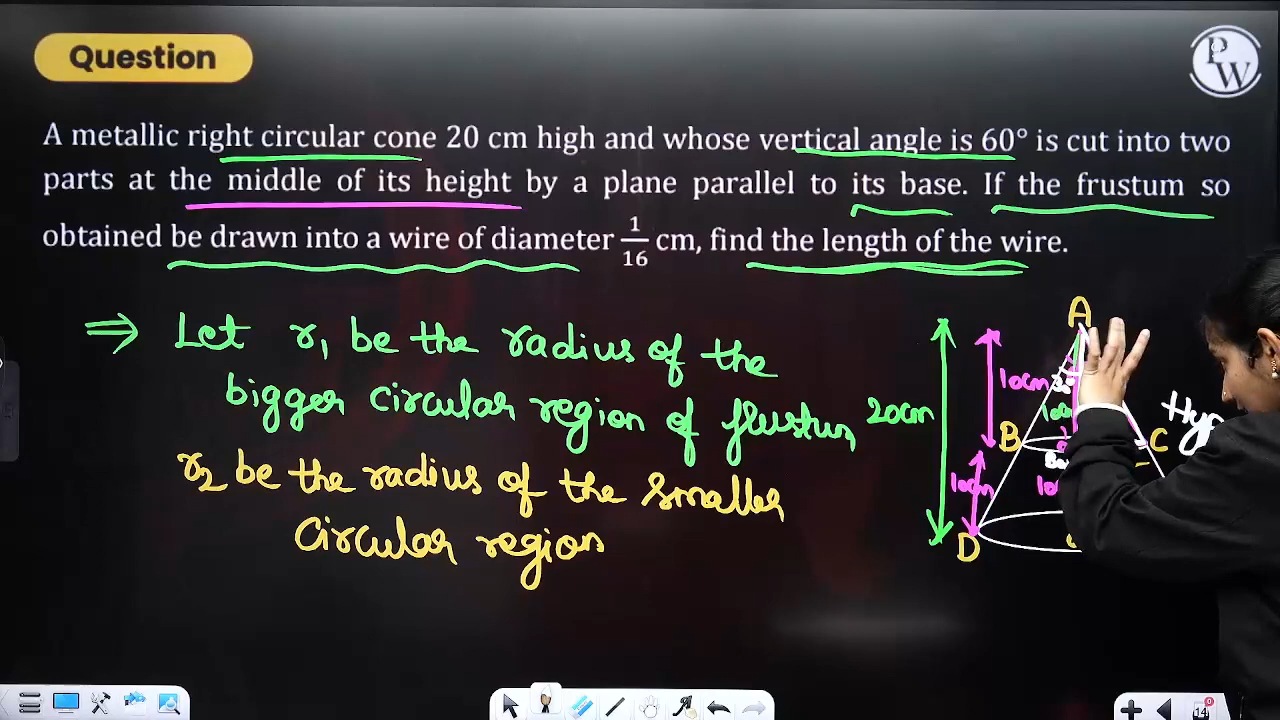 Question
PW
A metallic right circular cone 20 cm high and whose vertical angle is 60° is cut into two
parts at the middle of its height by a plane parallel to its base. If the frustum so
obtained be drawn into a wire of diameter 1/16 cm, find the length of the wire.
⇒ Let r₁ be the radius of the
bigger circular region of flustum
r₂ be the radius of the smaller
Circular region
A
10cm
20cm
B
C
10cm
D
14